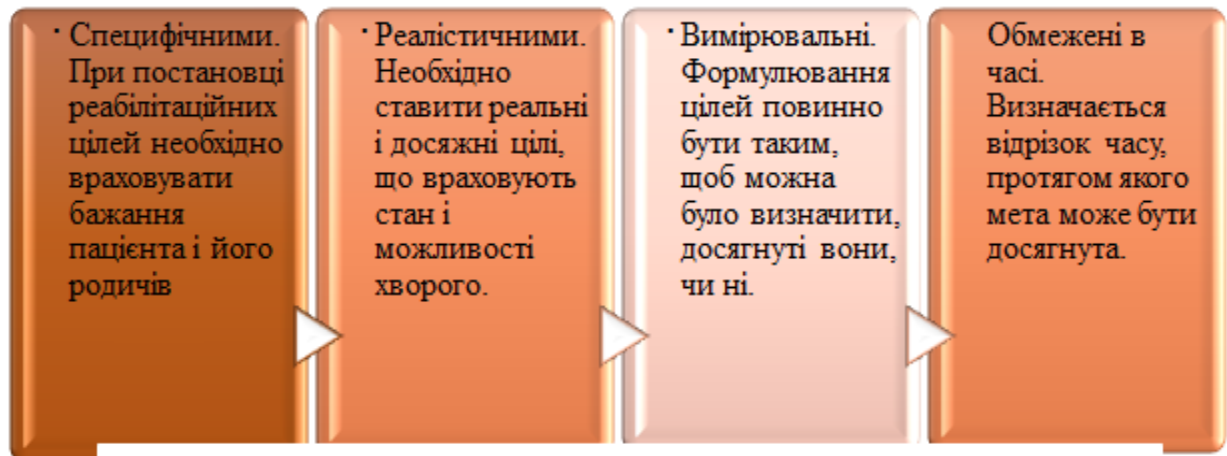 · Специфічними.
При постановці
реабілітаційних
цілей необхідно
враховувати
бажання
пацієнта і його
родичів
· Реалістичними.
Необхідно
ставити реальні
і досяжні цілі,
що враховують
стан і
можливості
хворого.
· Вимірювальні.
Формулювання
цілей повинно
бути таким,
щоб можна
було визначити,
досягнуті вони,
чи ні.
Обмежені в
часі.
Визначається
відрізок часу,
протягом якого
мета може бути
досягнута.